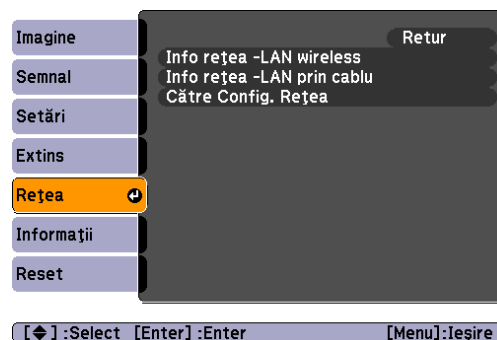 Imagine
Semnal
Setări
Extins
Reţea
Informaţii
Reset
Retur
Info reţea -LAN wireless
Info reţea -LAN prin cablu
Către Config. Reţea
[◆] :Select [Enter] :Enter [Menu]:Ieşire